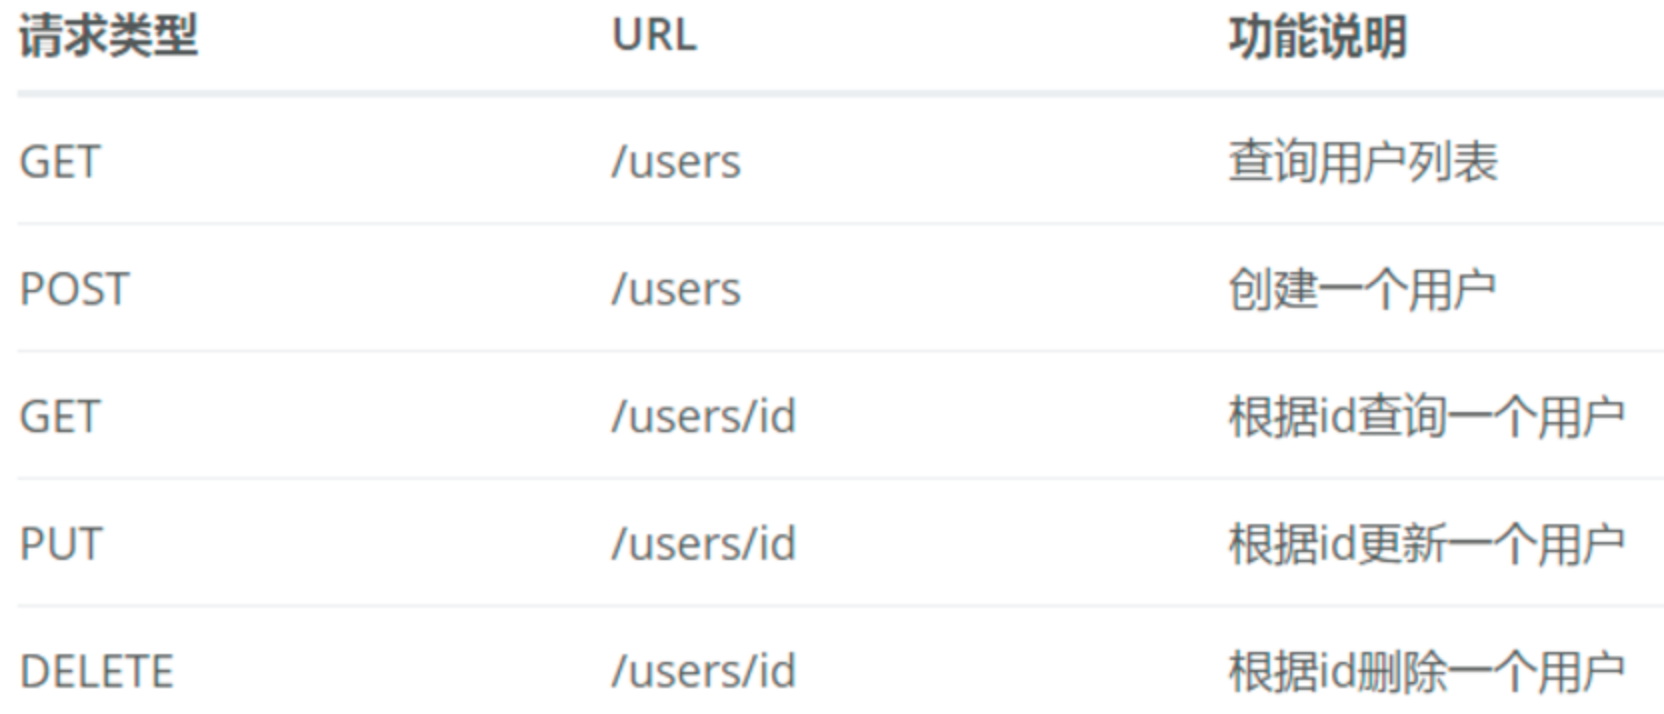 请求类型 URL 功能说明
GET /users 查询用户列表
POST /users 创建一个用户
GET /users/id 根据id查询一个用户
PUT /users/id 根据id更新一个用户
DELETE /users/id 根据id删除一个用户